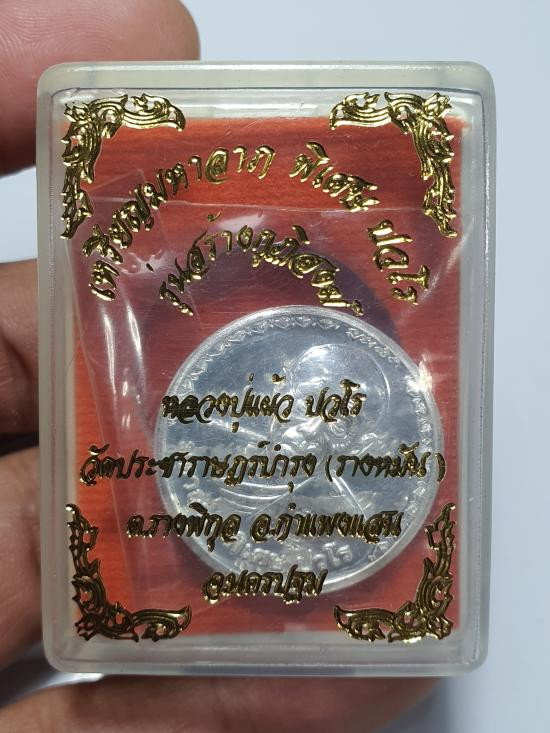 เหรียญมหาลาภ พิเศษ ปวโร
รุ่นสร้างกุฏิสงฆ์
หลวงปู่แผ้ว ปวโร
วัดประชาราษฎร์บำรุง (รางหมัน)
ต.รางพิกุล อ.กำแพงแสน
จ.นครปฐม